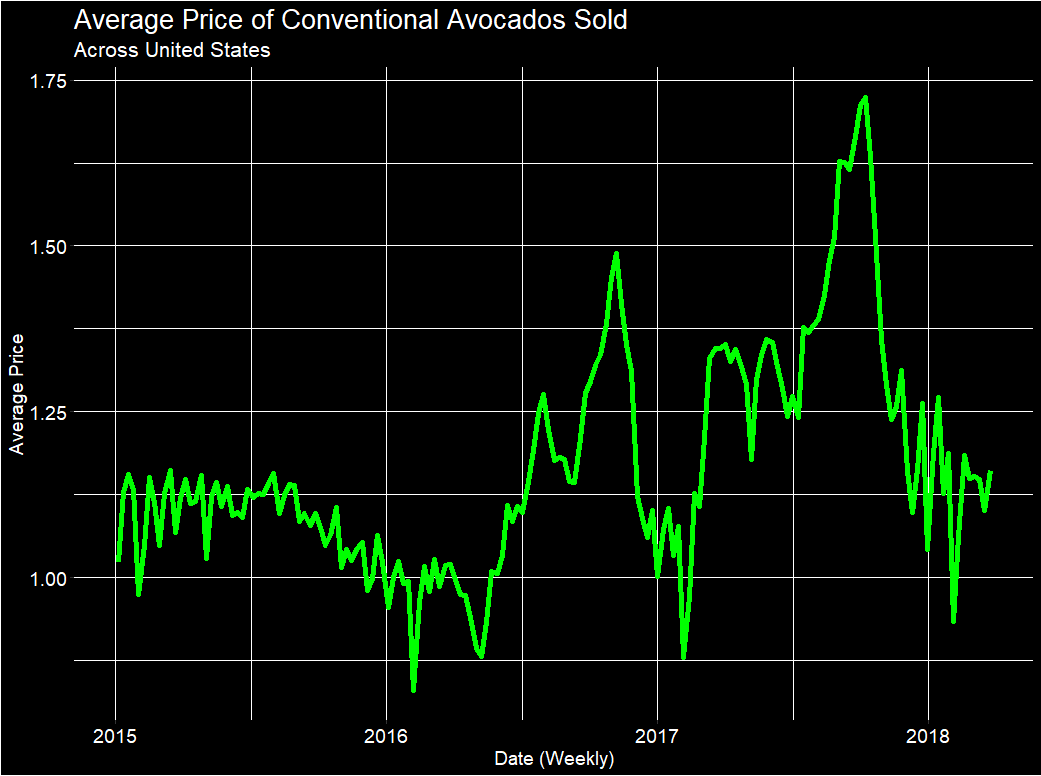 Average Price of Conventional Avocados Sold
Across United States
1.75
1.50
1.25
1.00
Average Price
2015 2016 2017 2018
Date (Weekly)